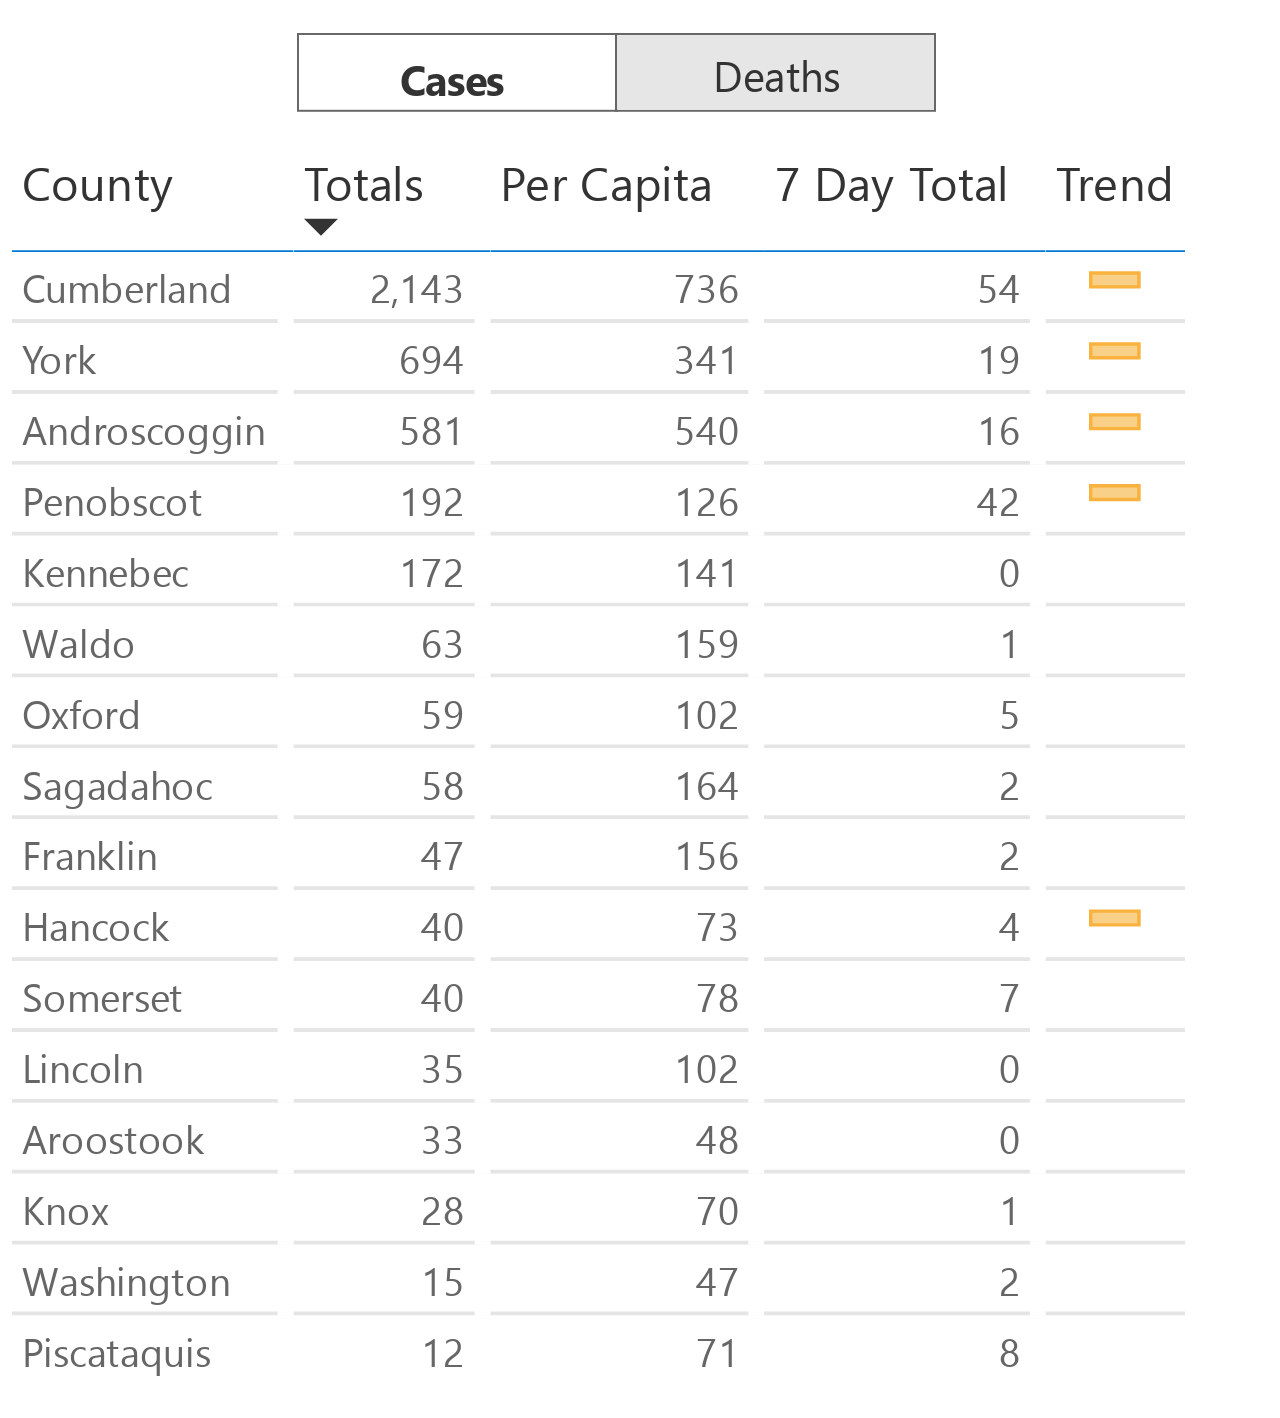 Cases Deaths
County Totals Per Capita 7 Day Total Trend
Cumberland 2,143 736 54
York 694 341 19
Androscoggin 581 540 16
Penobscot 192 126 42
Kennebec 172 141 0
Waldo 63 159 1
Oxford 59 102 5
Sagadahoc 58 164 2
Franklin 47 156 2
Hancock 40 73 4
Somerset 40 78 7
Lincoln 35 102 0
Aroostook 33 48 0
Knox 28 70 1
Washington 15 47 2
Piscataquis 12 71 8